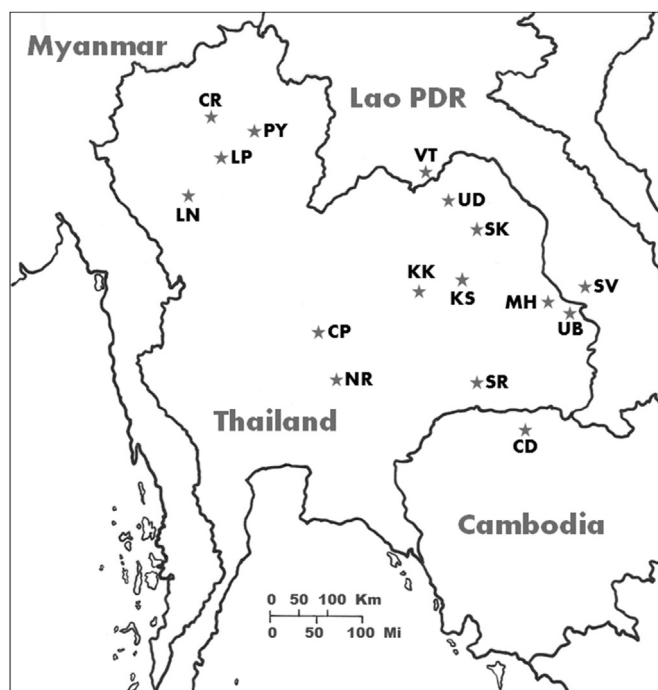 Myanmar
CR
Lao PDR
PY
LP
VT
LN
UD
SK
KK
KS
SV
MH
UB
CP
NR
SR
Thailand
CD
Cambodia
0 50 100 Km
0 50 100 Mi